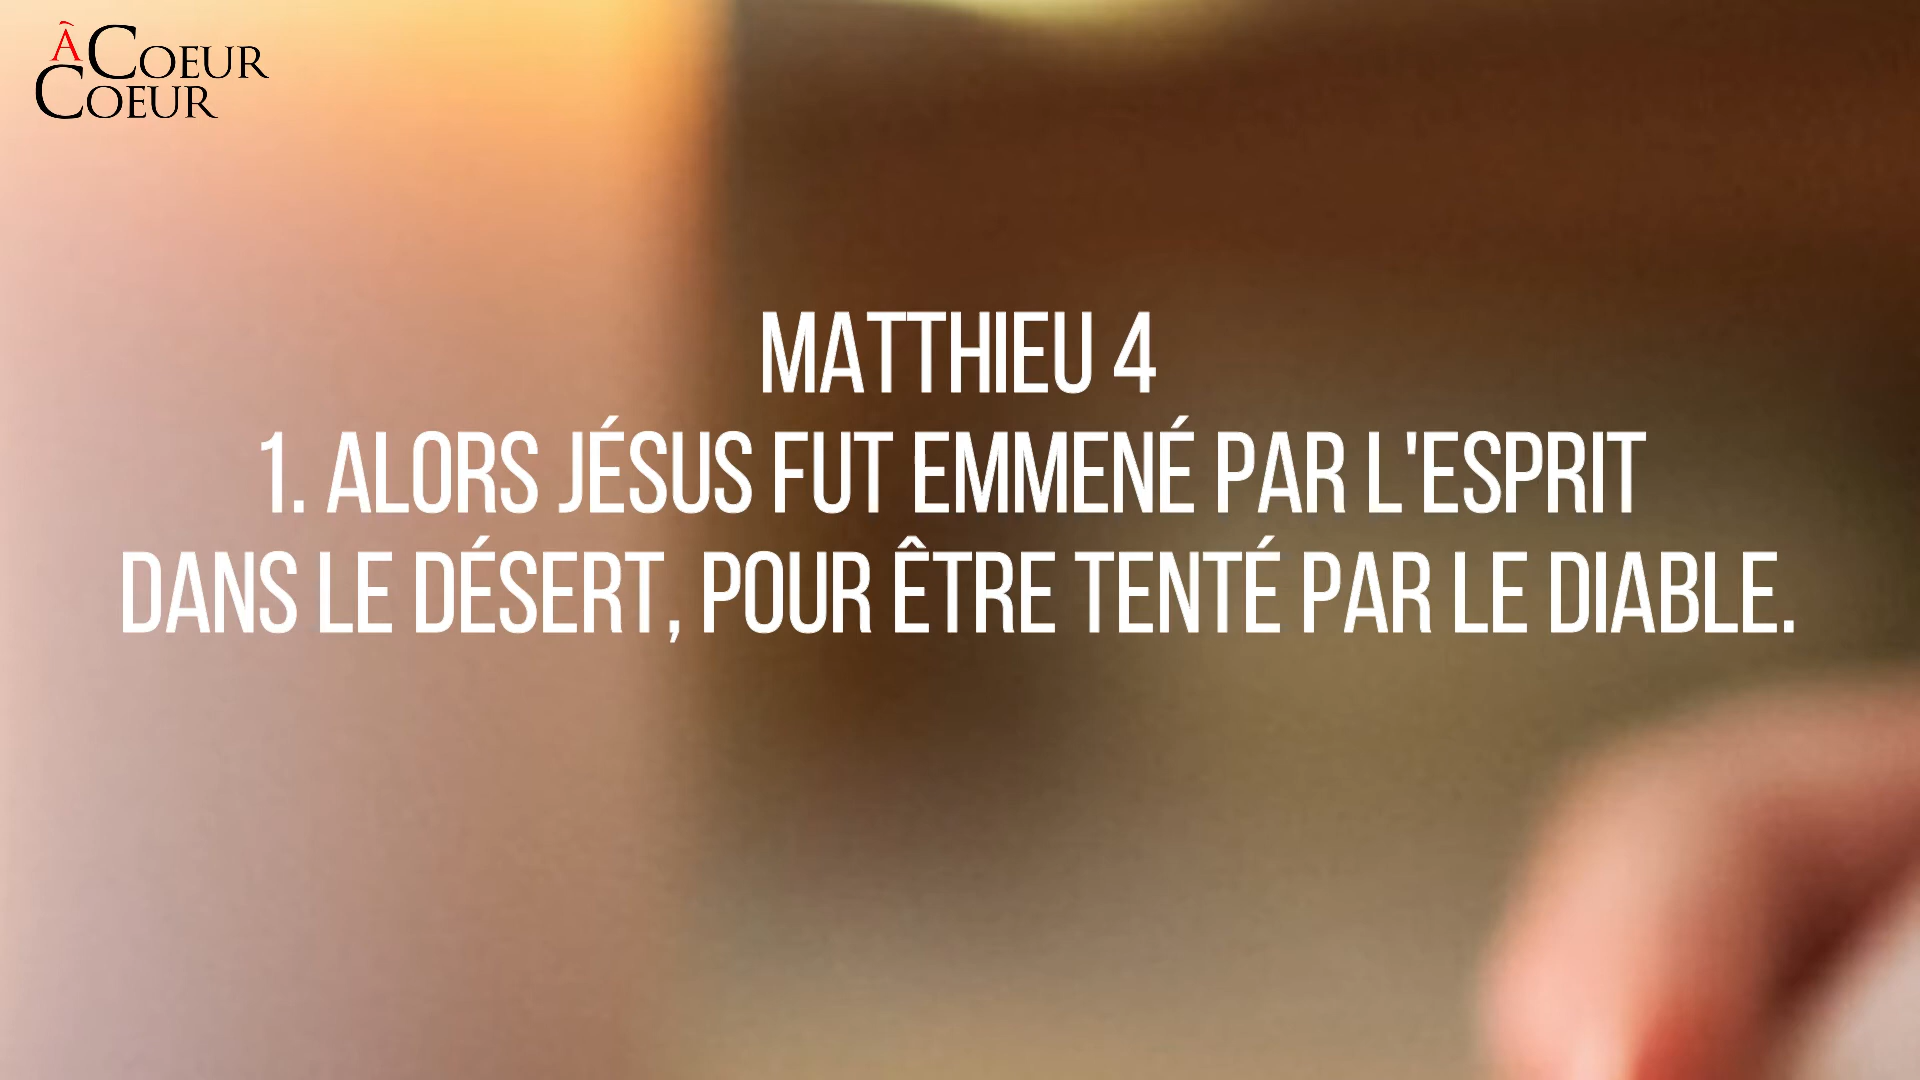 À COEUR
COEUR
MATTHIEU 4
1. ALORS JÉSUS FUT EMMENÉ PAR L'ESPRIT
DANS LE DÉSERT, POUR ÊTRE TENTÉ PAR LE DIABLE.